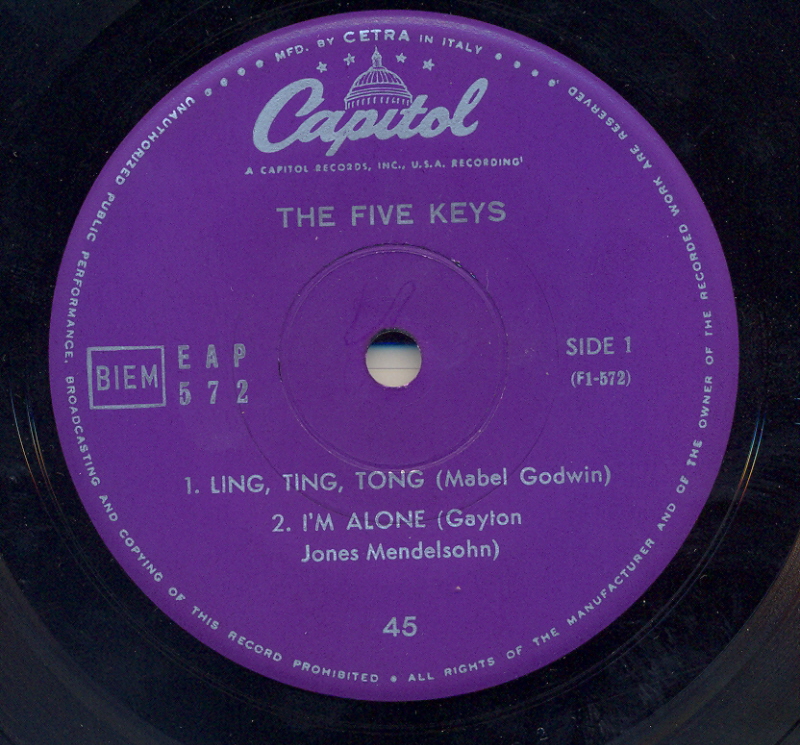 MFD. BY CETRA IN ITALY
Capitol
A CAPITOL RECORDS, INC., U.S.A. RECORDING
THE FIVE KEYS
BIEM
EAP
572
SIDE 1
(F1-572)
1. LING, TING, TONG (Mabel Godwin)
2. I'M ALONE (Gayton
Jones Mendelsohn)
45
UNAUTHORIZED PUBLIC PERFORMANCE, BROADCASTING AND COPYING OF THIS RECORD PROHIBITED • ALL RIGHTS OF THE MANUFACTURER AND OF THE OWNER OF THE RECORDED WORK ARE RESERVED
2